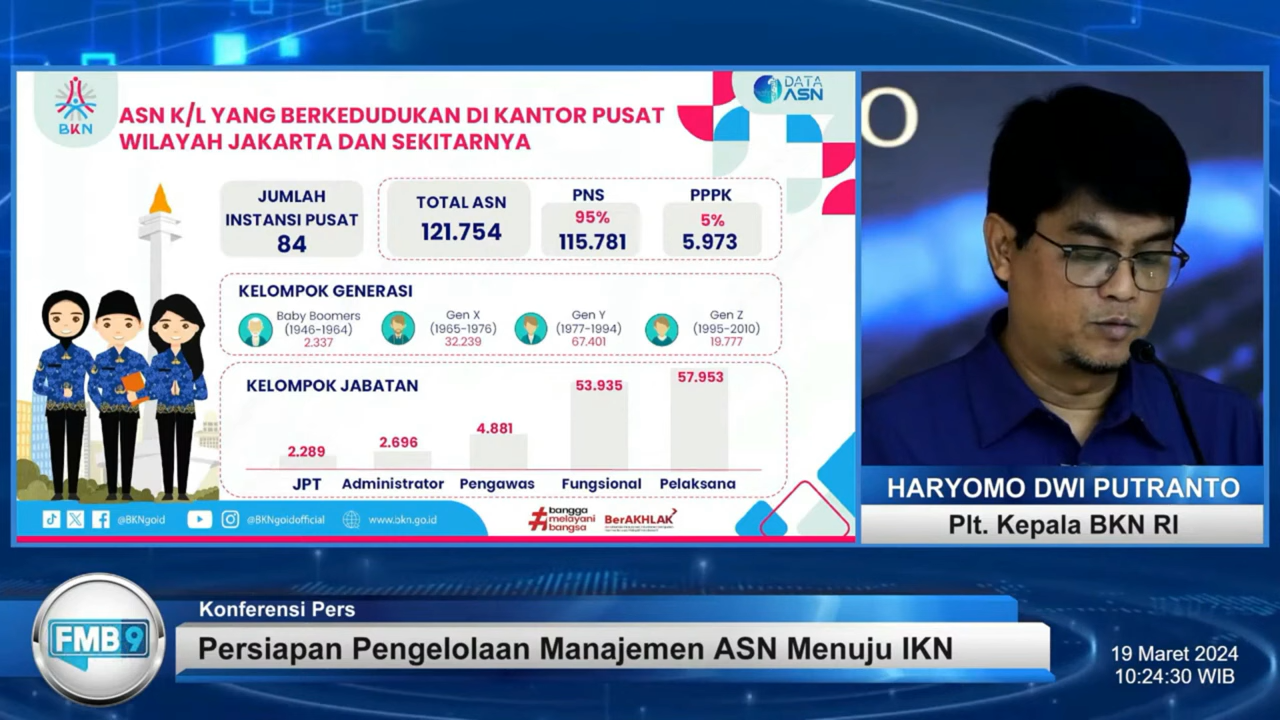 BKN
DATA
ASN
ASN K/L YANG BERKEDUDUKAN DI KANTOR PUSAT
WILAYAH JAKARTA DAN SEKITARNYA
JUMLAH
INSTANSI PUSAT
84
TOTAL ASN
121.754
PNS
95%
115.781
PPPK
5%
5.973
KELOMPOK GENERASI
Baby Boomers
(1946-1964)
2.337
Gen X
(1965-1976)
32.239
Gen Y
(1977-1994)
67.401
Gen Z
(1995-2010)
19.777
KELOMPOK JABATAN
2.289
2.696
4.881
53.935
57.953
JPT
Administrator
Pengawas
Fungsional
Pelaksana
@BKNgoid
@BKNgoidofficial
www.bkn.go.id
#bangga
melayani
bangsa
BerAKHLAK
O
HARYOMO DWI PUTRANTO
Plt. Kepala BKN RI
FMB9
Konferensi Pers
Persiapan Pengelolaan Manajemen ASN Menuju IKN
19 Maret 2024
10:24:30 WIB